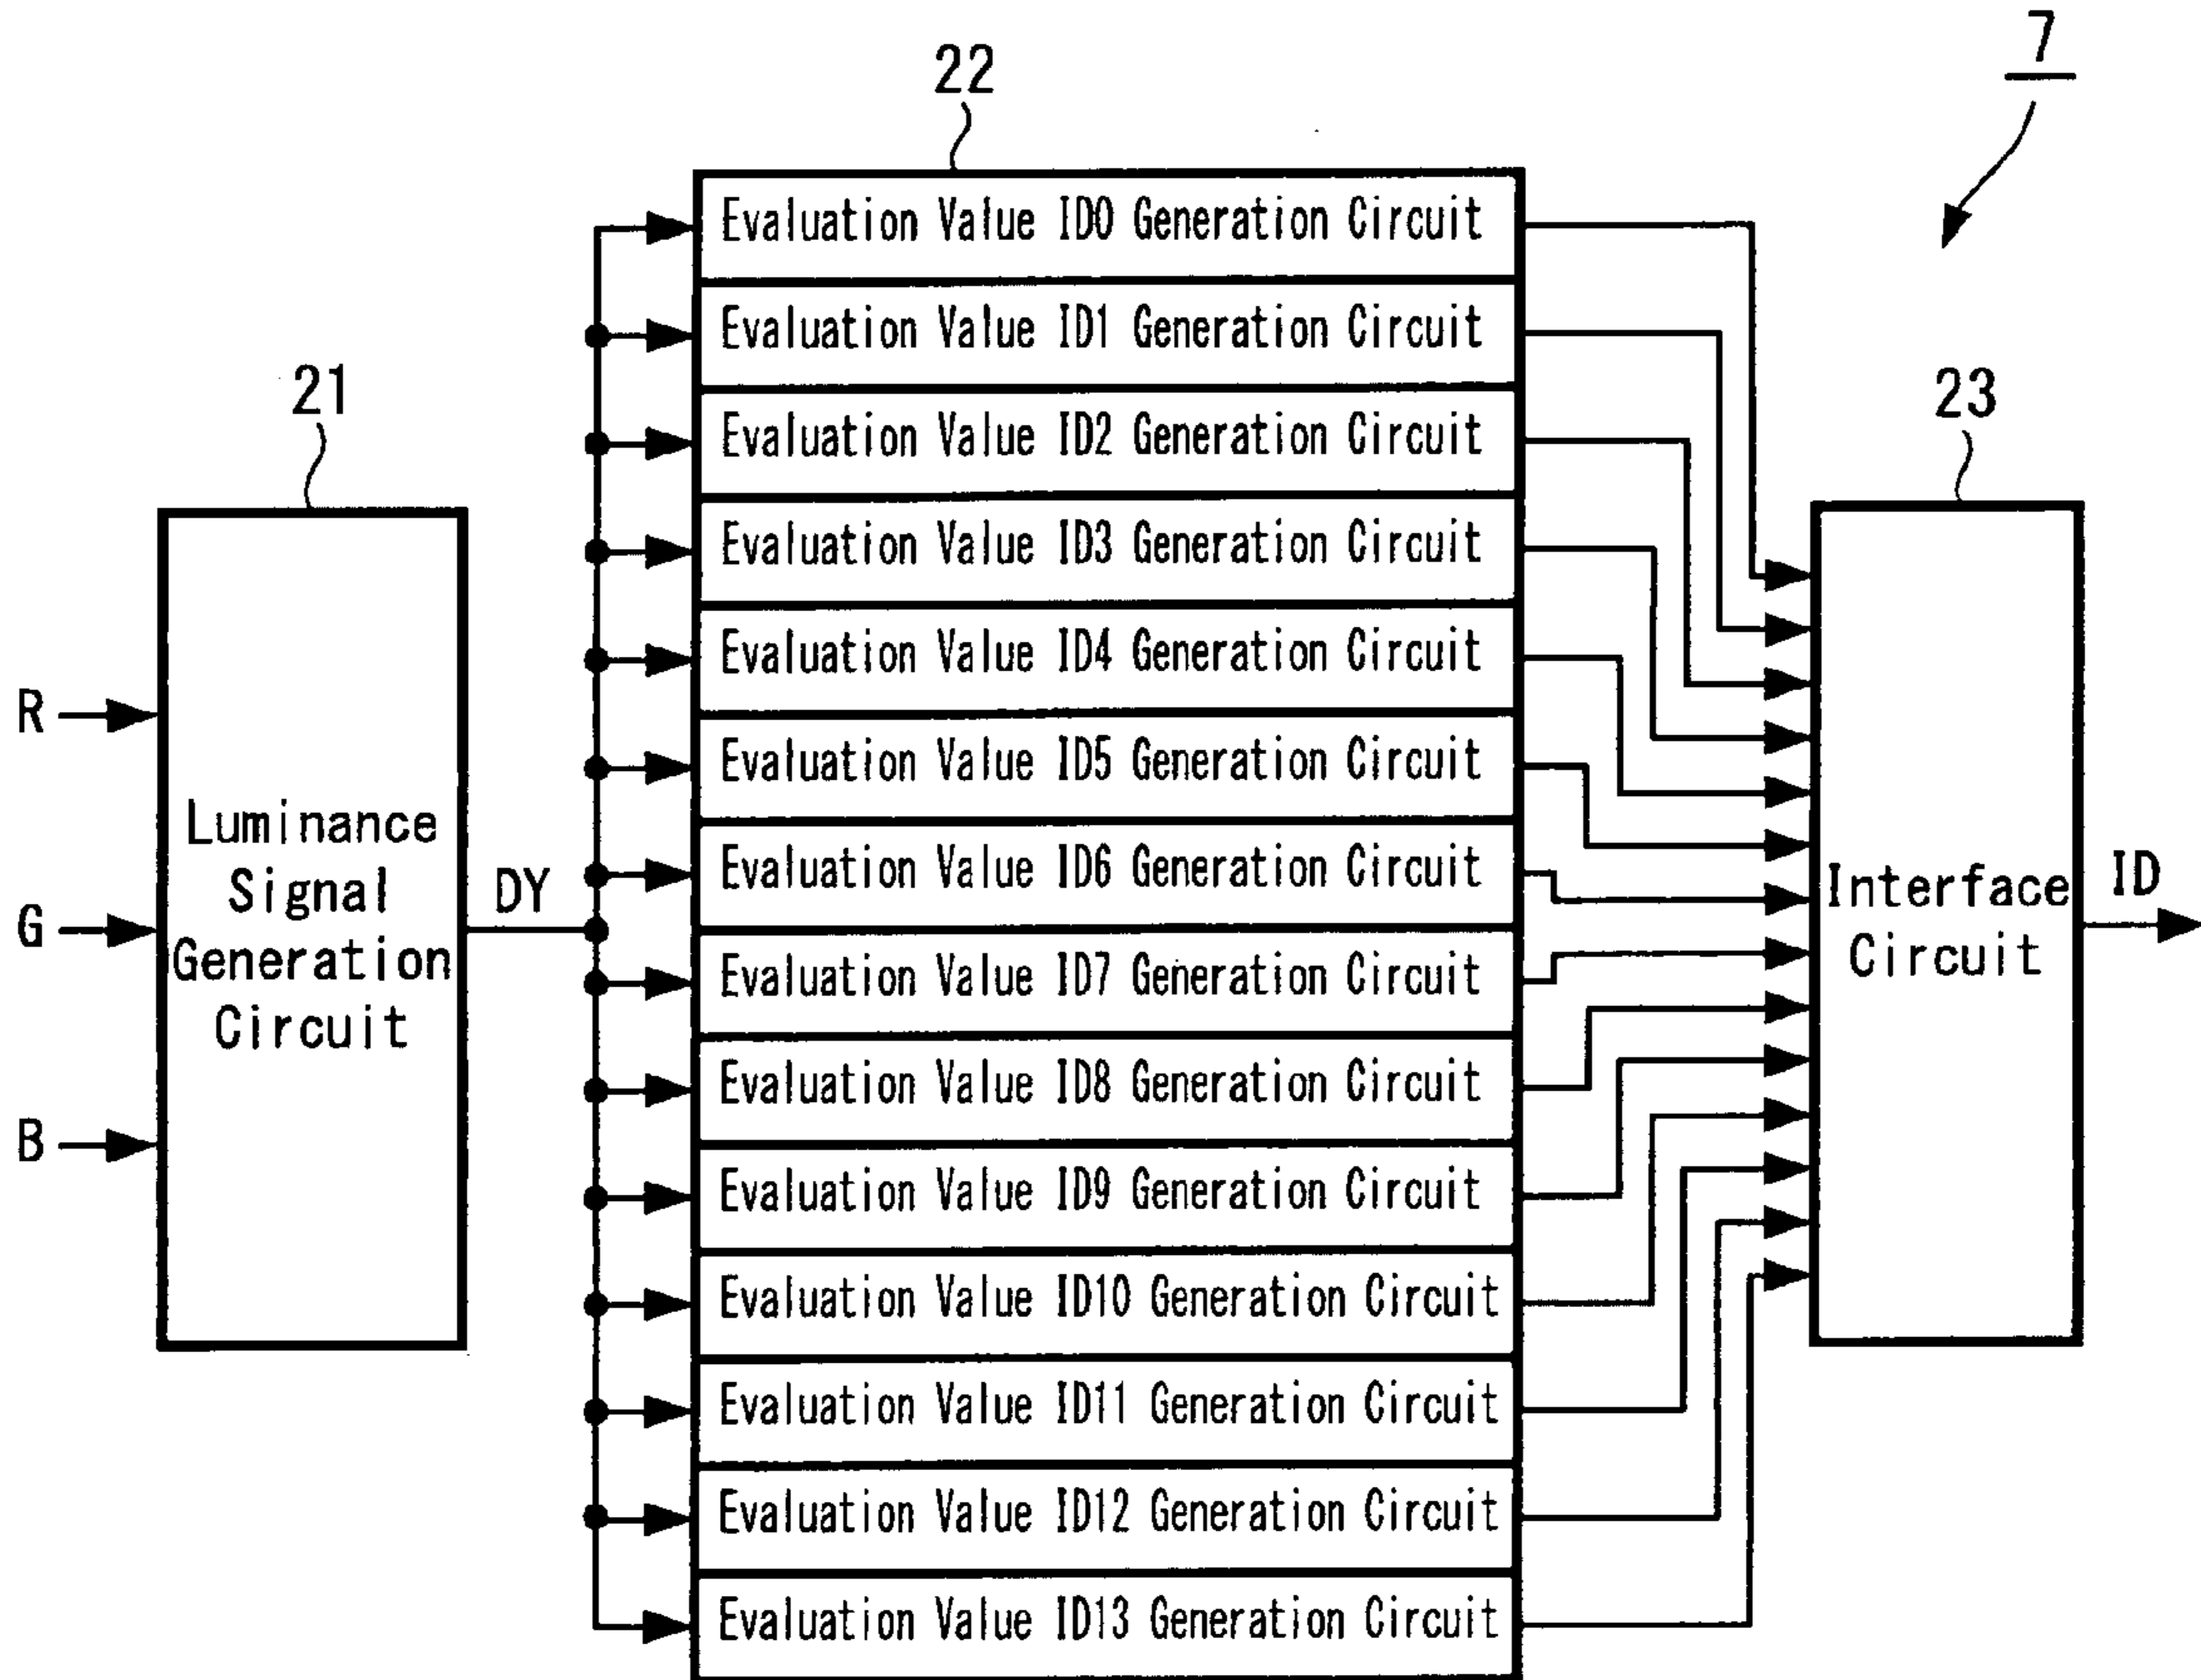 7
22
Evaluation Value ID0 Generation Circuit
Evaluation Value ID1 Generation Circuit
Evaluation Value ID2 Generation Circuit
Evaluation Value ID3 Generation Circuit
Evaluation Value ID4 Generation Circuit
Evaluation Value ID5 Generation Circuit
Evaluation Value ID6 Generation Circuit
Evaluation Value ID7 Generation Circuit
Evaluation Value ID8 Generation Circuit
Evaluation Value ID9 Generation Circuit
Evaluation Value ID10 Generation Circuit
Evaluation Value ID11 Generation Circuit
Evaluation Value ID12 Generation Circuit
Evaluation Value ID13 Generation Circuit
21
R
G
B
Luminance
Signal
Generation
Circuit
DY
23
Interface
Circuit
ID